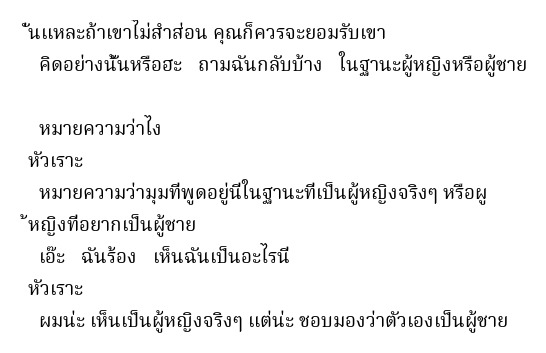 ั้นแหละถ้าเขาไม่สำส่อน คุณก็ควรจะยอมรับเขา
คิดอย่างนั้นหรือฮะ ถามฉันกลับบ้าง ในฐานะผู้หญิงหรือผู้ชาย
หมายความว่าไง
หัวเราะ
หมายความว่ามุมที่พูดอยู่นี่ในฐานะที่เป็นผู้หญิงจริงๆ หรือผู
้หญิงที่อยากเป็นผู้ชาย
เอ๊ะ ฉันร้อง เห็นฉันเป็นอะไรนี่
หัวเราะ
ผมน่ะ เห็นเป็นผู้หญิงจริงๆ แต่น่ะ ชอบมองว่าตัวเองเป็นผู้ชาย